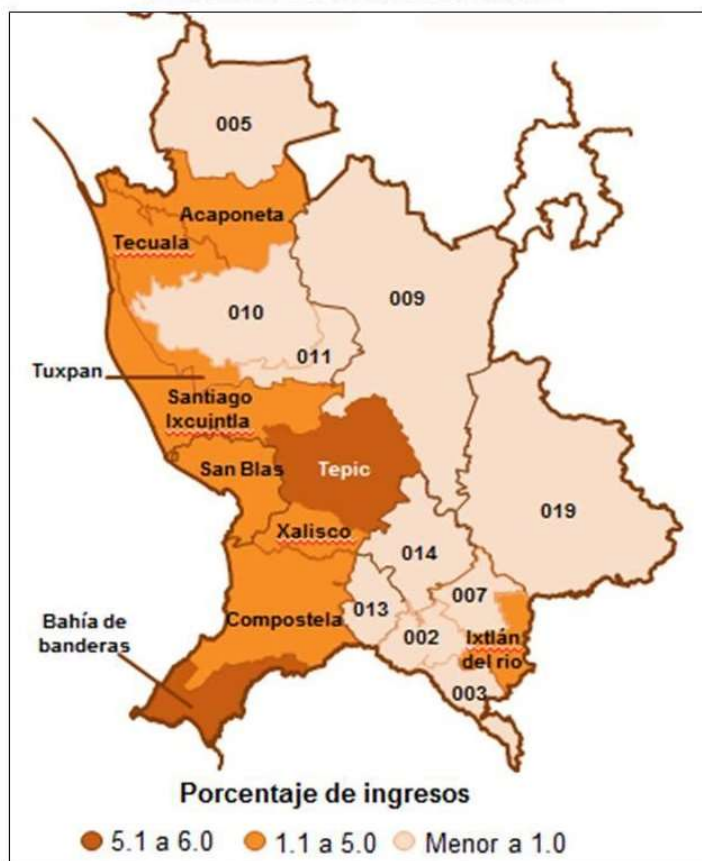 005
Acaponeta
Tecuala
009
010
011
Tuxpan
Santiago
Ixcuintla
San Blas
Tepic
019
Xalisco
014
007
013
Compostela
002
Ixtlán
del rio
Bahía de
banderas
003
Porcentaje de ingresos
5.1 a 6.0
1.1 a 5.0
Menor a 1.0